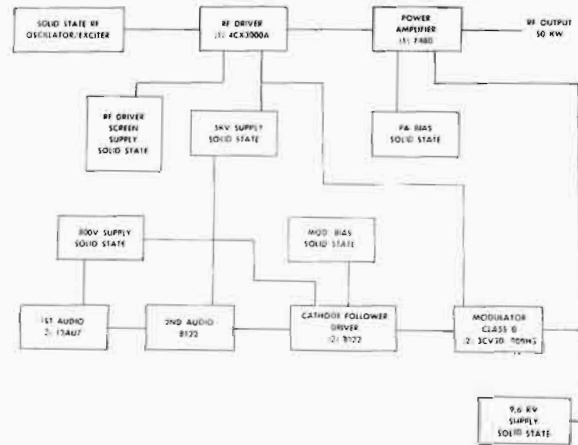 SOLID STATE RF
OSCILLATOR/EXCITER
RF DRIVER
(1) 4CX3000A
POWER
AMPLIFIER
(1)
RF OUTPUT
50 KW
RF DRIVER
SCREEN
SUPPLY
SOLID STATE
5KV SUPPLY
SOLID STATE
PA BIAS
SOLID STATE
800V SUPPLY
SOLID STATE
MOD. BIAS
SOLID STATE
1ST AUDIO
(2) 12AU7
2ND AUDIO
8122
CATHODE FOLLOWER
DRIVER
(2) 8122
MODULATOR
CLASS B
(2)
9.6 KV
SUPPLY
SOLID STATE